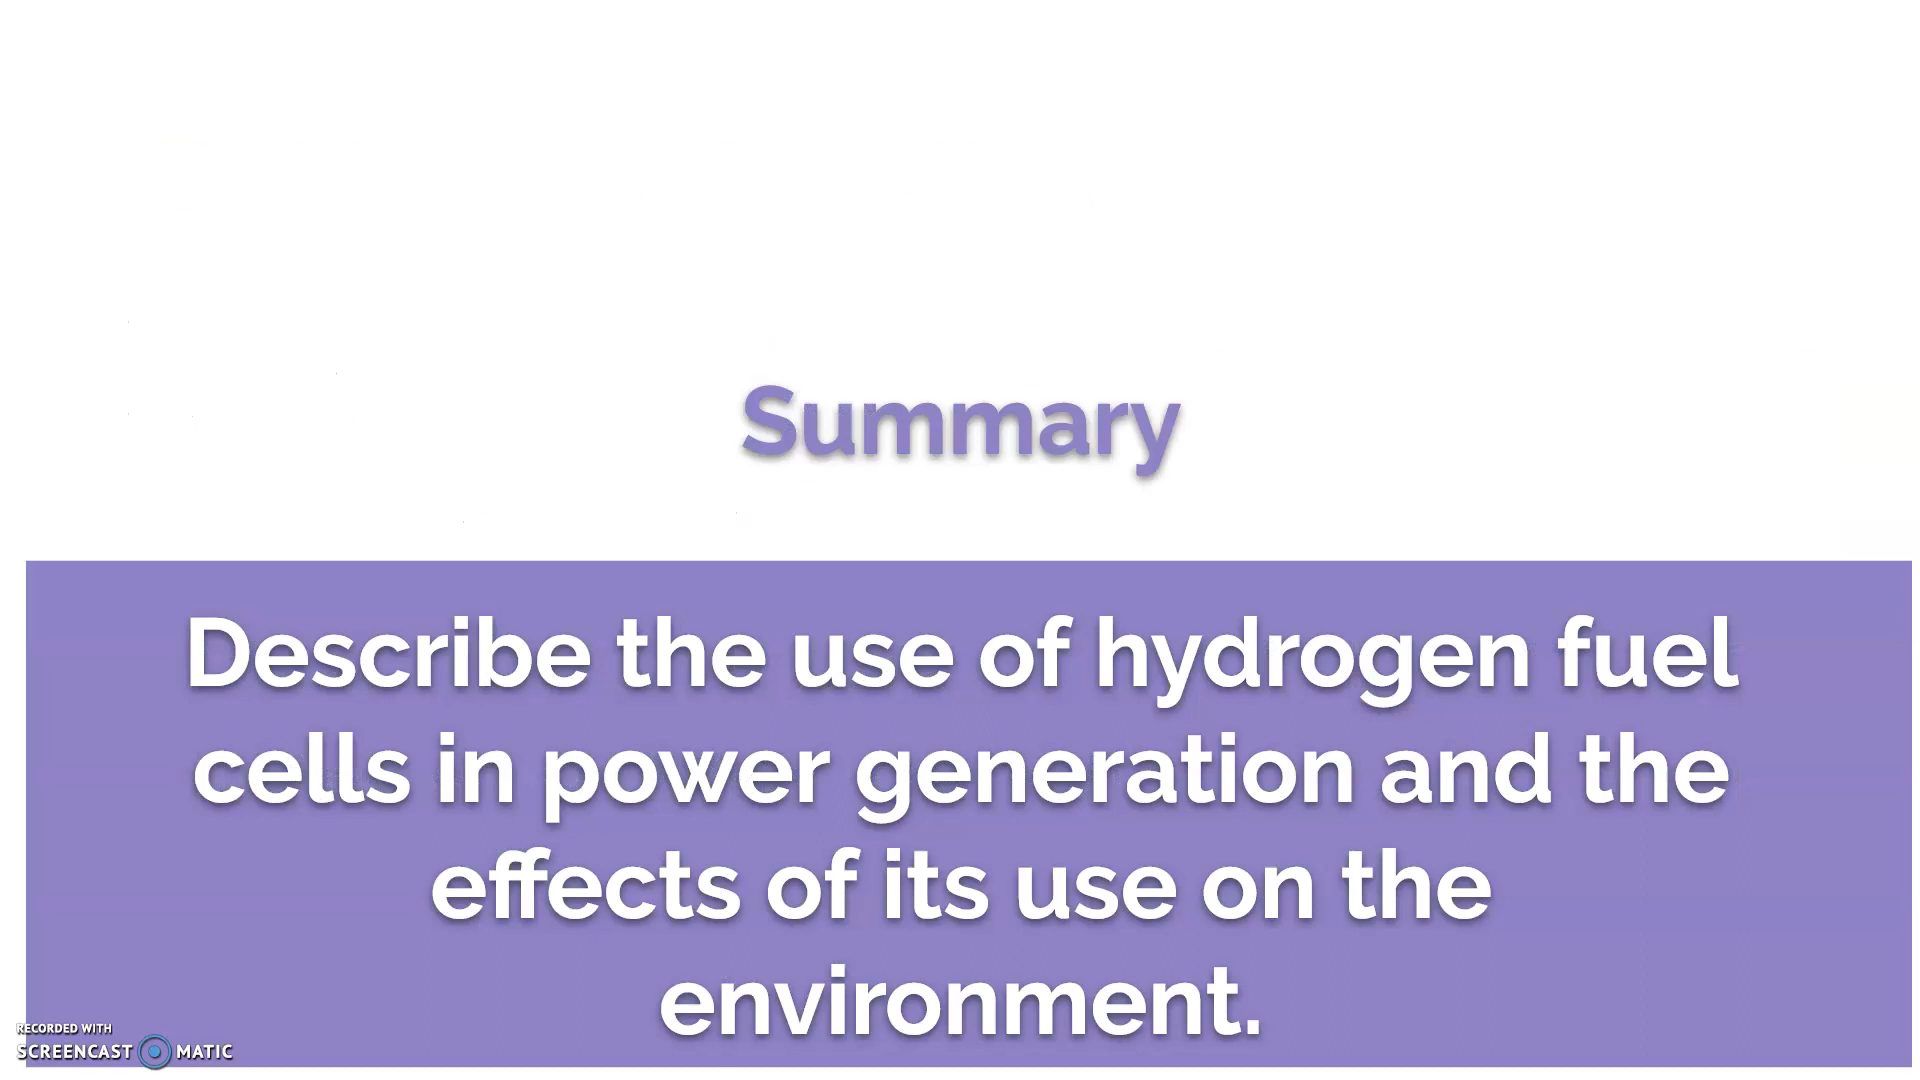 Summary
Describe the use of hydrogen fuel
cells in power generation and the
effects of its use on the
environment.
RECORDED WITH
SCREENCAST MATIC